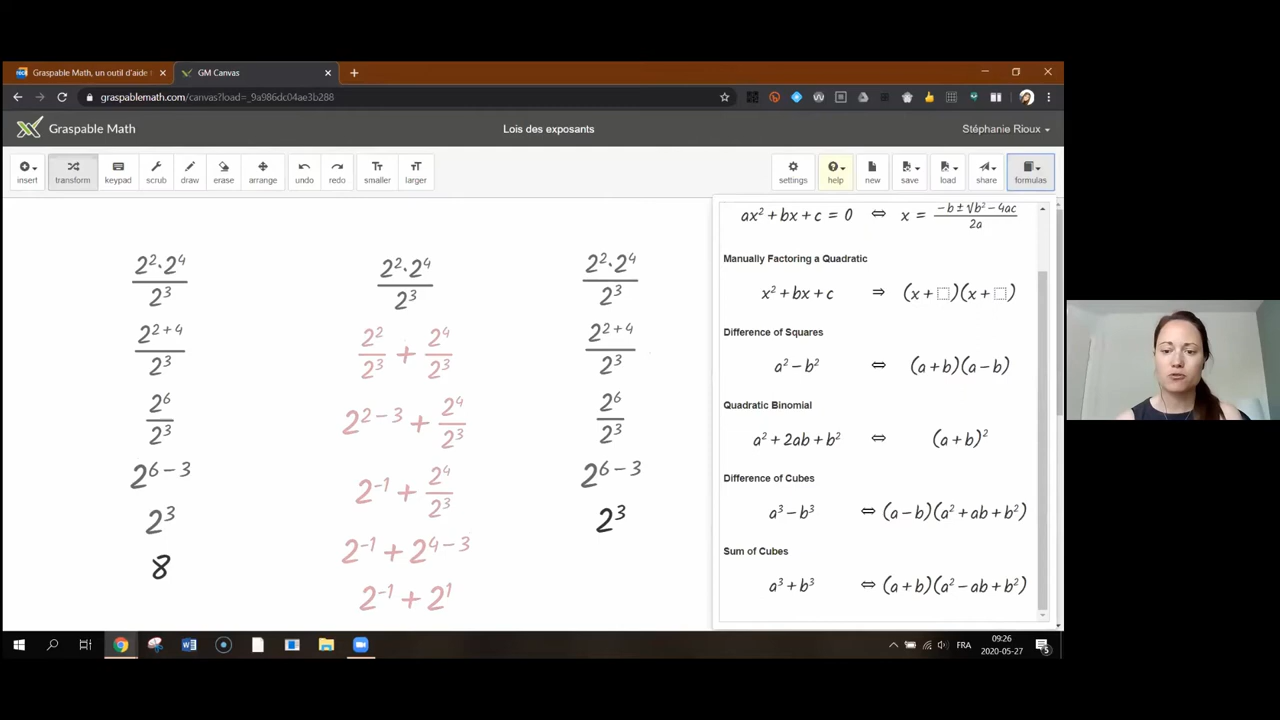 Graspable Math, un outil d'aide
GM Canvas
graspablemath.com/canvas?load=_9a986dc04ae3b288
Graspable Math
Lois des exposants
Stéphanie Rioux
insert transform keypad scrub draw erase arrange undo redo smaller larger settings help new save load share formulas
2²·2⁴/2³
2²⁺⁴/2³
2⁶/2³
2⁶⁻³
2³
8
2²·2⁴/2³
2²/2³ + 2⁴/2³
2²⁻³ + 2⁴/2³
2⁻¹ + 2⁴/2³
2⁻¹ + 2⁴⁻³
2⁻¹ + 2¹
2²·2⁴/2³
2²⁺⁴/2³
2⁶/2³
2⁶⁻³
2³
ax² + bx + c = 0 ⇔ x = (−b ± √b² − 4ac)/2a
Manually Factoring a Quadratic
x² + bx + c ⇒ (x + □)(x + □)
Difference of Squares
a² − b² ⇔ (a + b)(a − b)
Quadratic Binomial
a² + 2ab + b² ⇔ (a + b)²
Difference of Cubes
a³ − b³ ⇔ (a − b)(a² + ab + b²)
Sum of Cubes
a³ + b³ ⇔ (a + b)(a² − ab + b²)
FRA
09:26
2020-05-27
5